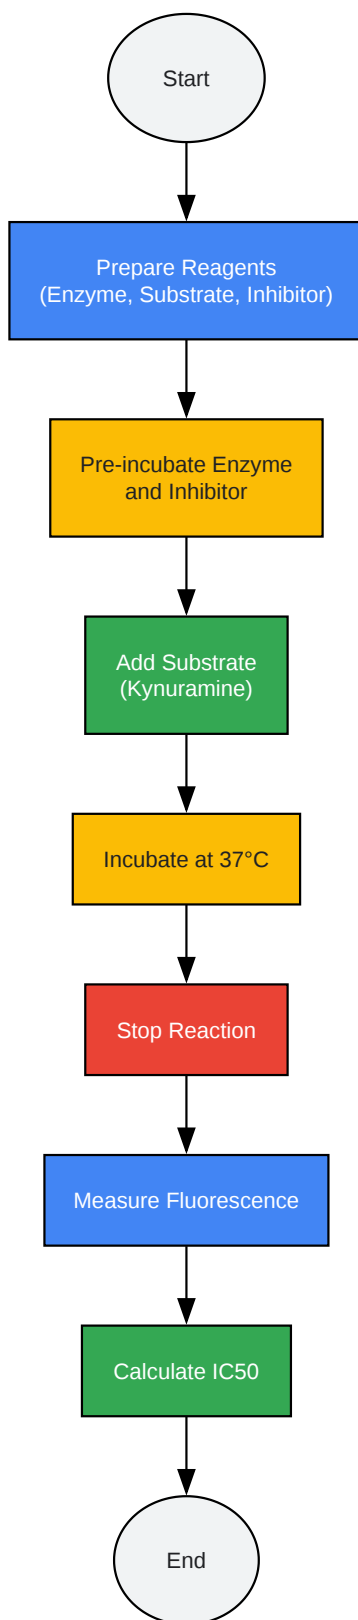 Start
Prepare Reagents
(Enzyme, Substrate, Inhibitor)
Pre-incubate Enzyme
and Inhibitor
Add Substrate
(Kynuramine)
Incubate at 37°C
Stop Reaction
Measure Fluorescence
Calculate IC50
End